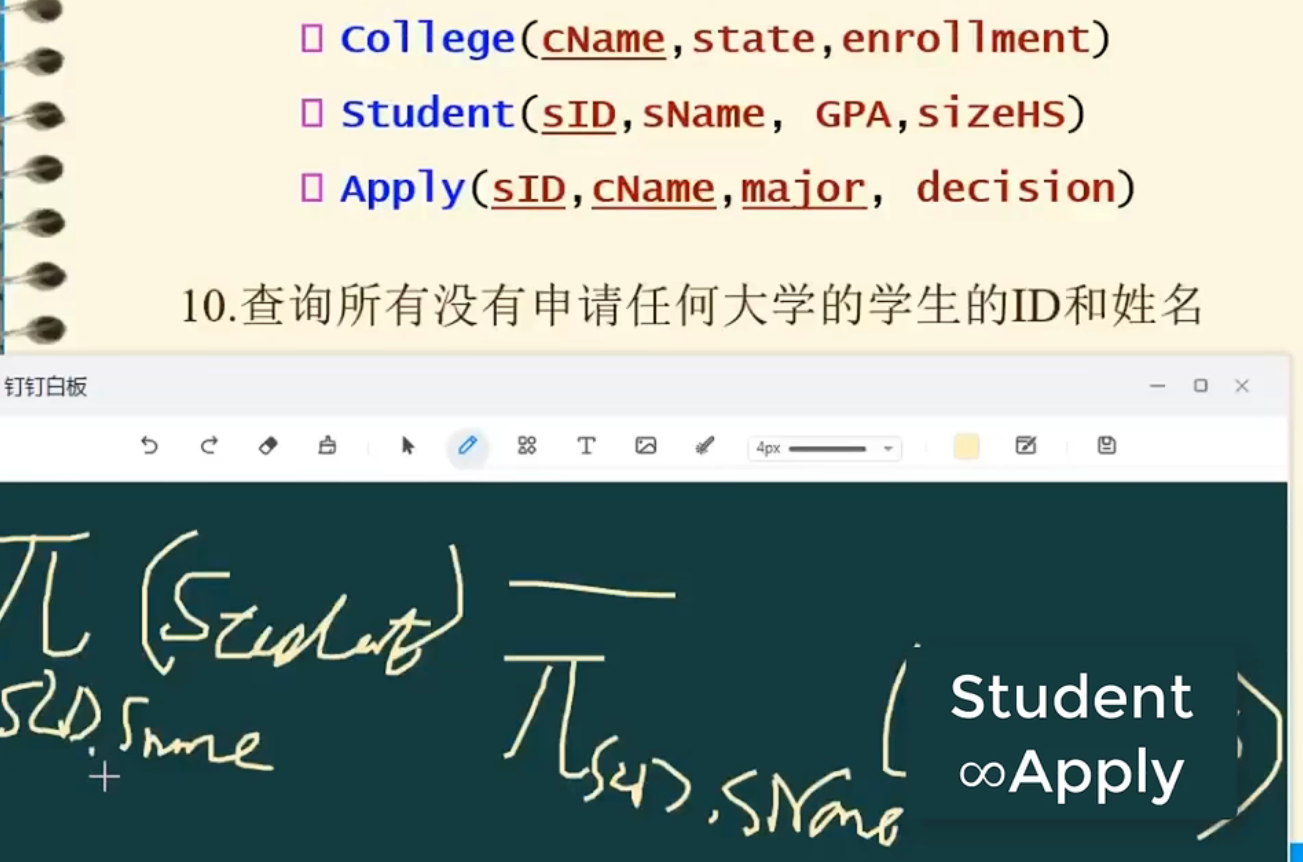 College(cName,state,enrollment)
Student(sID,sName, GPA,sizeHS)
Apply(sID,cName,major, decision)
10.查询所有没有申请任何大学的学生的ID和姓名
钉钉白板
T
4px
π (Student) —
SID, Sname
π SID, SName (
Student
∞Apply
)